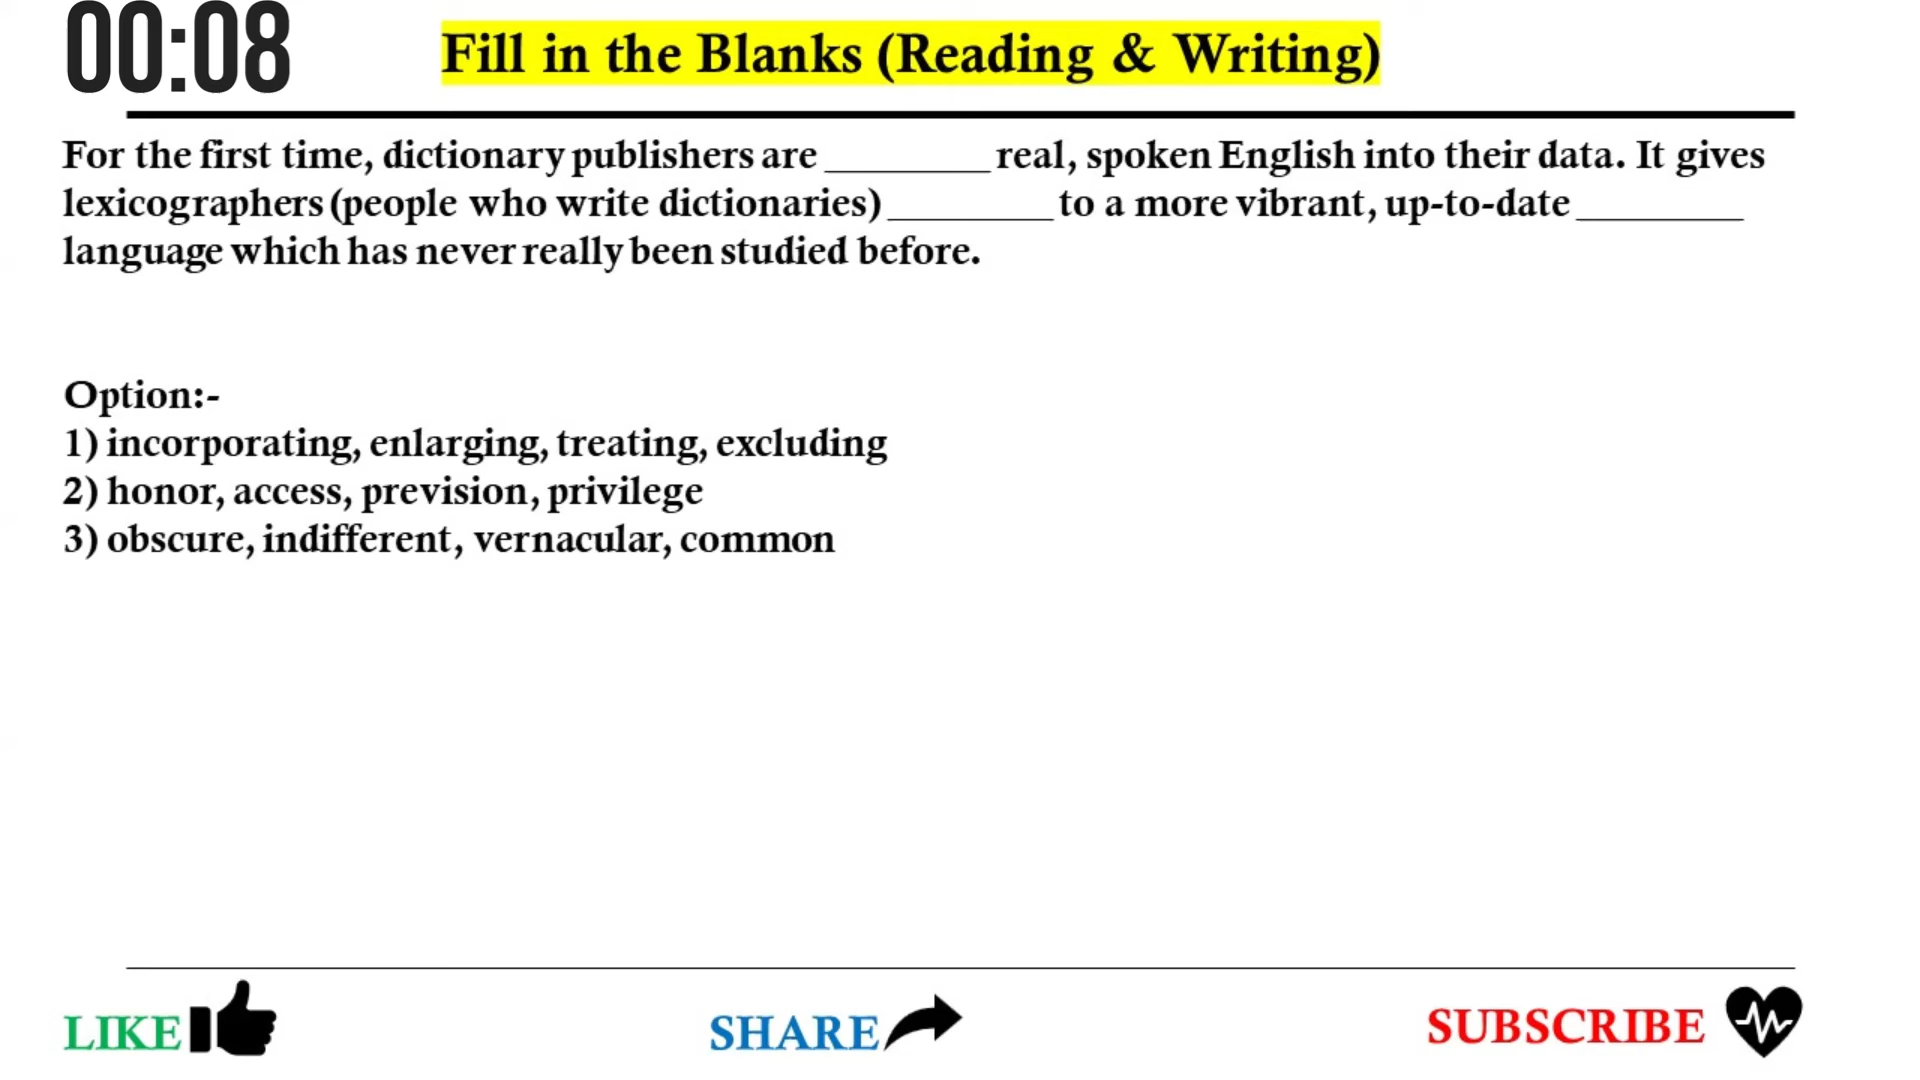 00:08
Fill in the Blanks (Reading & Writing)
For the first time, dictionary publishers are ________ real, spoken English into their data. It gives
lexicographers (people who write dictionaries) ________ to a more vibrant, up-to-date ________
language which has never really been studied before.
Option:-
1) incorporating, enlarging, treating, excluding
2) honor, access, prevision, privilege
3) obscure, indifferent, vernacular, common
LIKE
SHARE
SUBSCRIBE